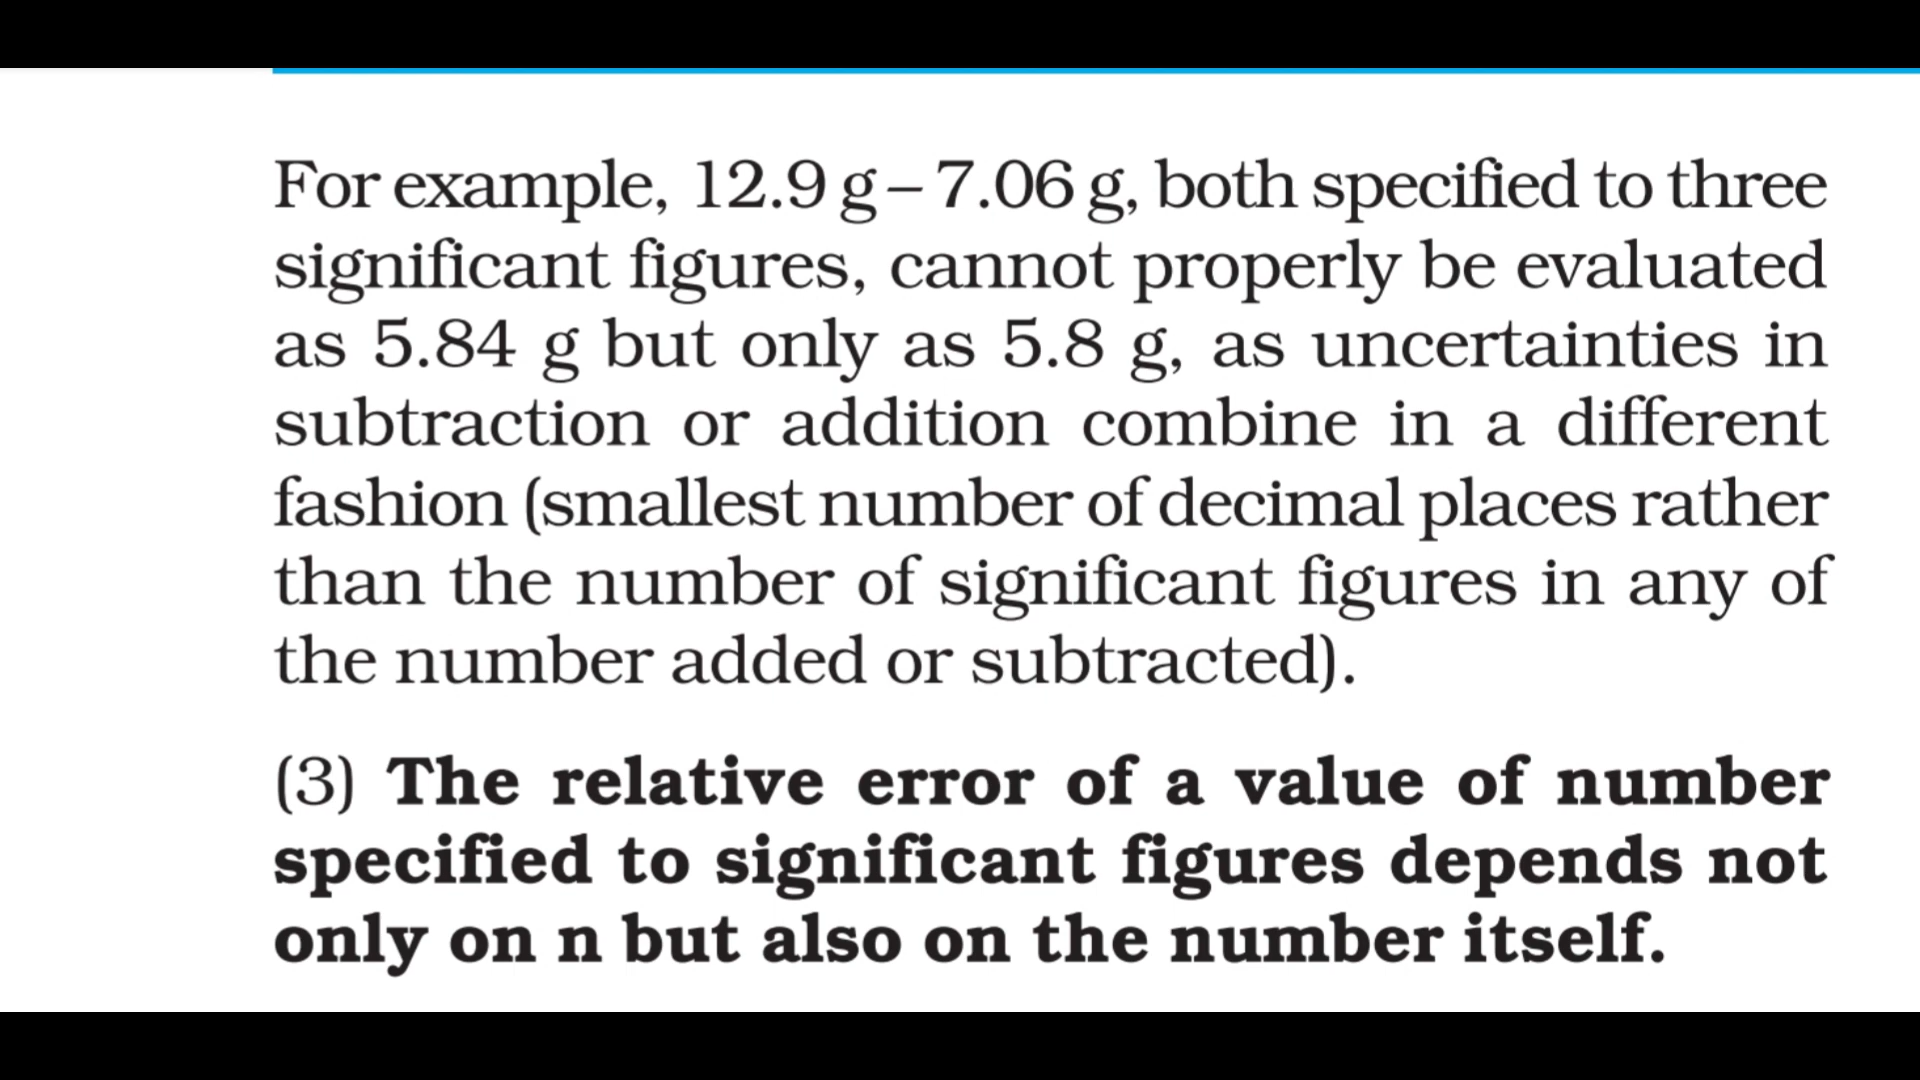 For example, 12.9 g – 7.06 g, both specified to three
significant figures, cannot properly be evaluated
as 5.84 g but only as 5.8 g, as uncertainties in
subtraction or addition combine in a different
fashion (smallest number of decimal places rather
than the number of significant figures in any of
the number added or subtracted).
(3) The relative error of a value of number
specified to significant figures depends not
only on n but also on the number itself.